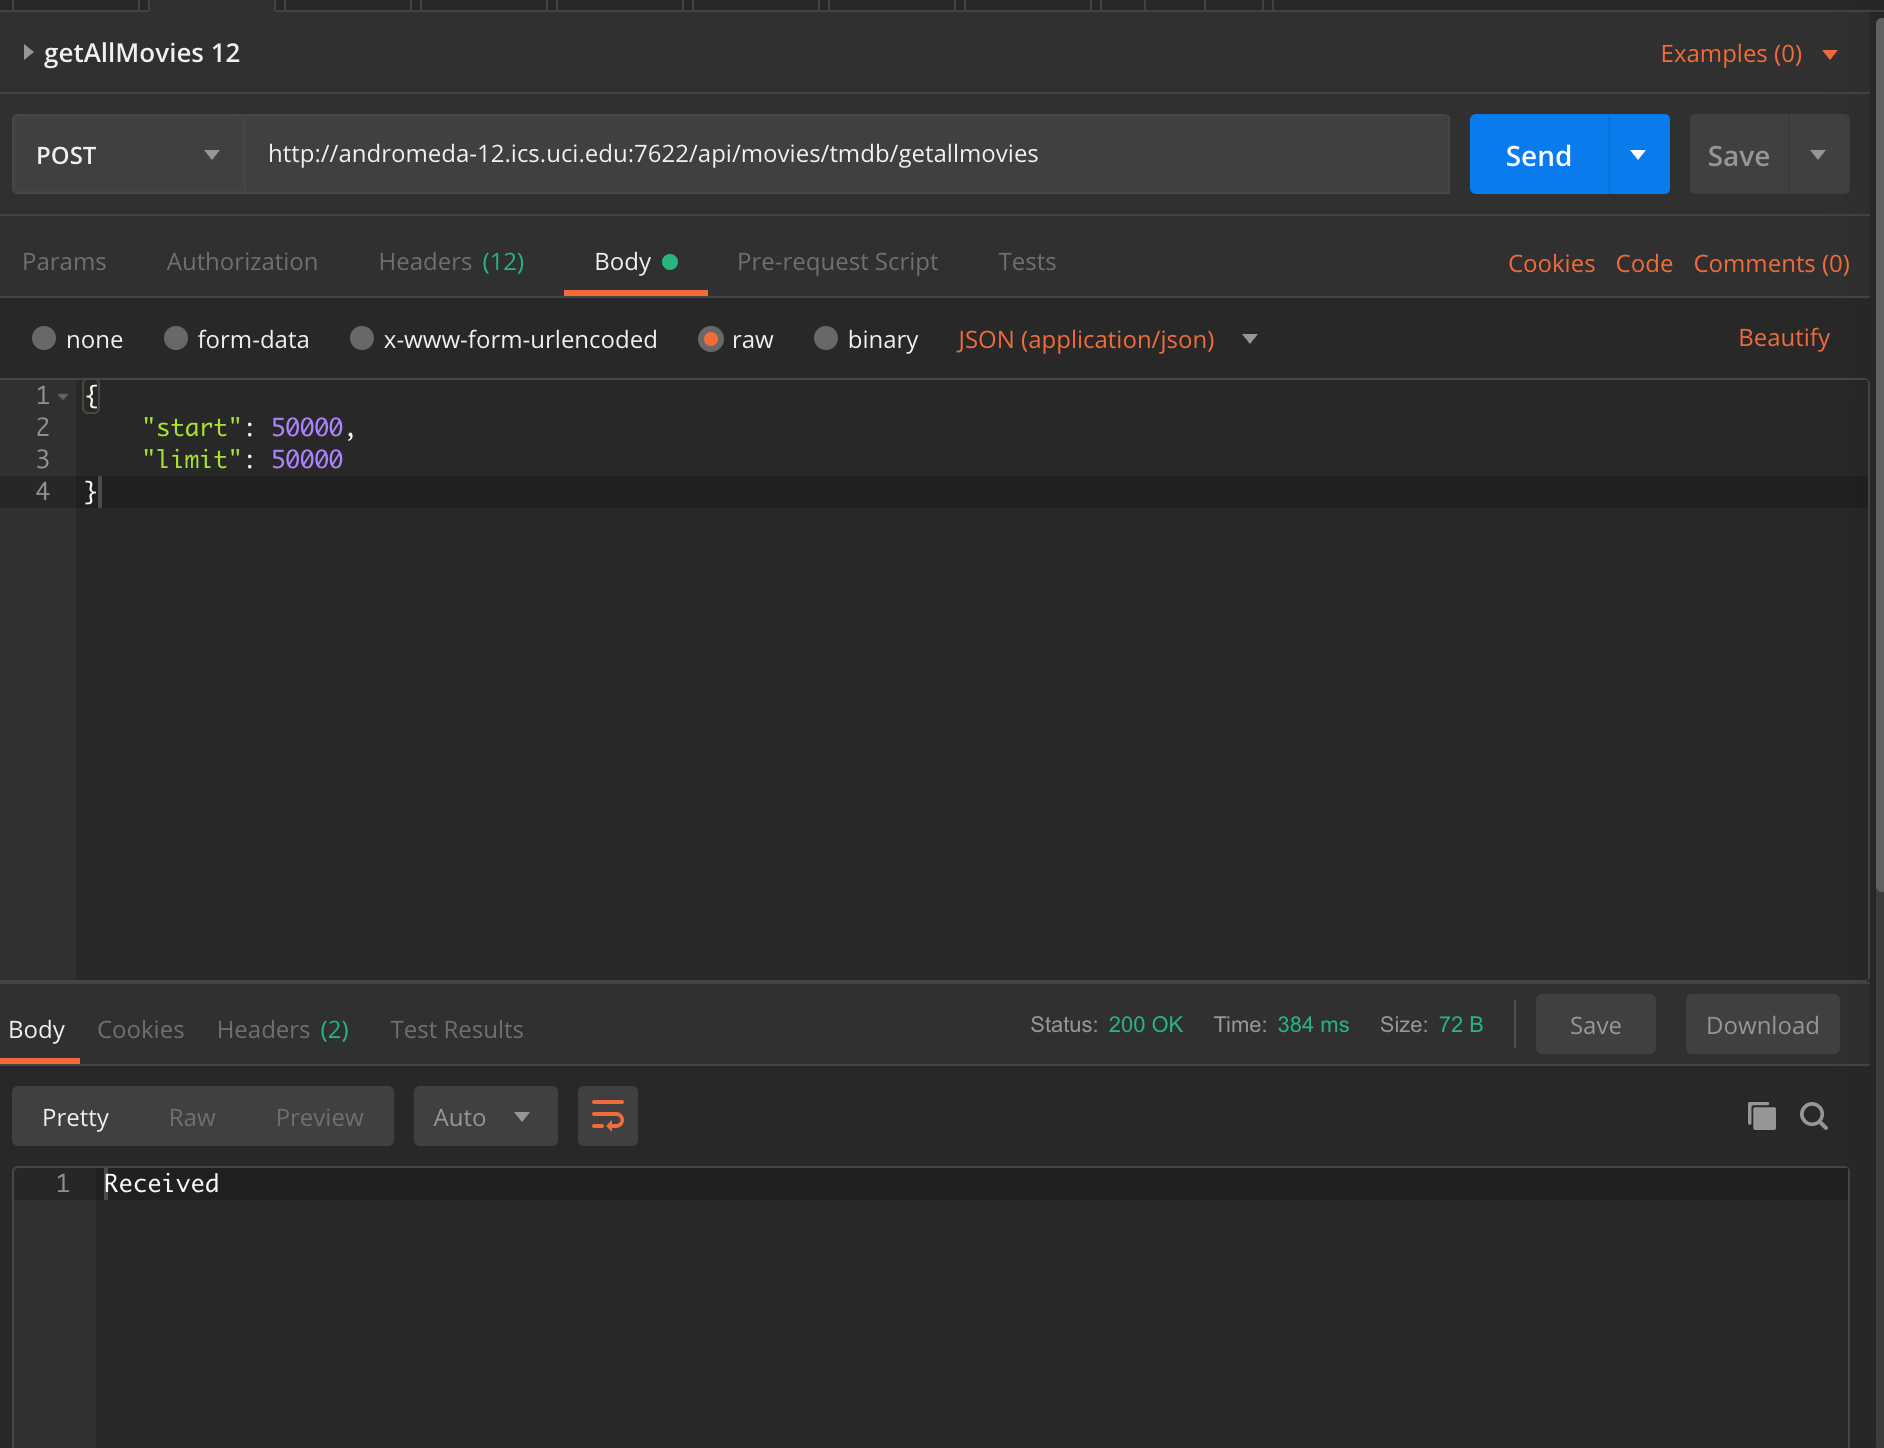 getAllMovies 12
Examples (0)
POST
http://andromeda-12.ics.uci.edu:7622/api/movies/tmdb/getallmovies
Send
Save
Params
Authorization
Headers (12)
Body
Pre-request Script
Tests
Cookies
Code
Comments (0)
none
form-data
x-www-form-urlencoded
raw
binary
JSON (application/json)
Beautify
1 {
2 "start": 50000,
3 "limit": 50000
4 }
Body
Cookies
Headers (2)
Test Results
Status: 200 OK
Time: 384 ms
Size: 72 B
Save
Download
Pretty
Raw
Preview
Auto
1 Received